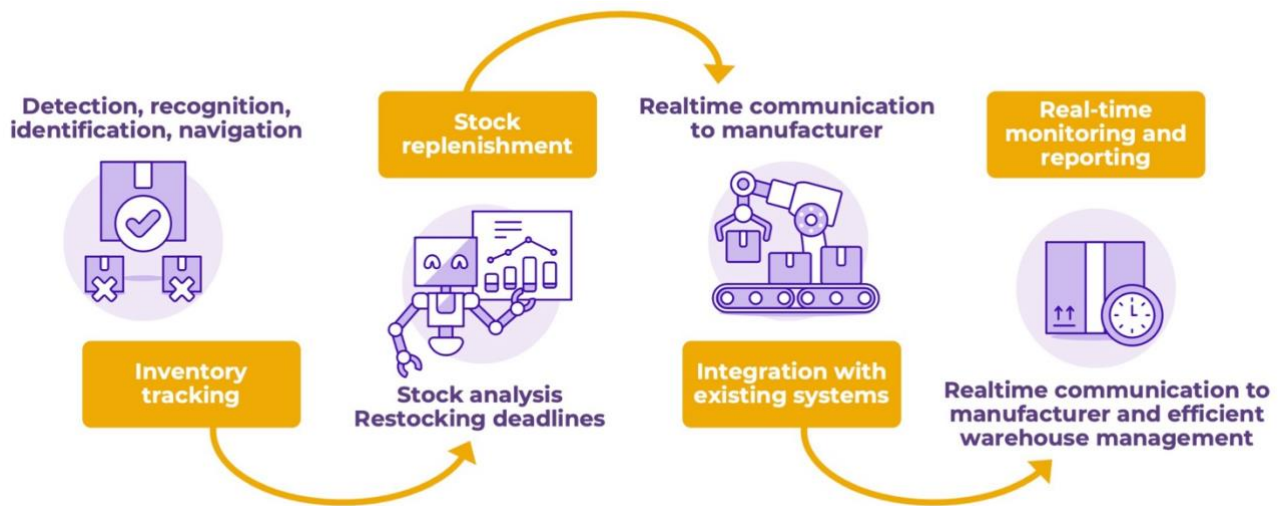 Detection, recognition,
identification, navigation
Inventory
tracking
Stock
replenishment
Stock analysis
Restocking deadlines
Realtime communication
to manufacturer
Integration with
existing systems
Real-time
monitoring and
reporting
Realtime communication to
manufacturer and efficient
warehouse management